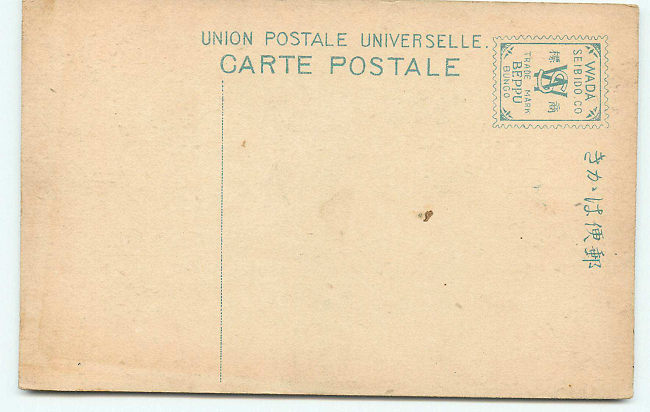 UNION POSTALE UNIVERSELLE.
CARTE POSTALE
WADA
SEIBIDO CO
商標
TRADE MARK
BEPPU
BUNGO
郵便はがき